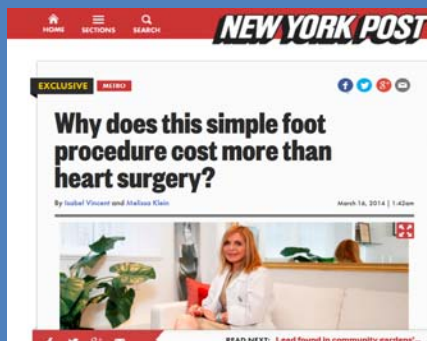 HOME SECTIONS SEARCH NEW YORK POST
EXCLUSIVE METRO
Why does this simple foot
procedure cost more than
heart surgery?
By Isabel Vincent and Melissa Klein March 16, 2014 | 1:42am
READ NEXT: Lead found in community gardens'...